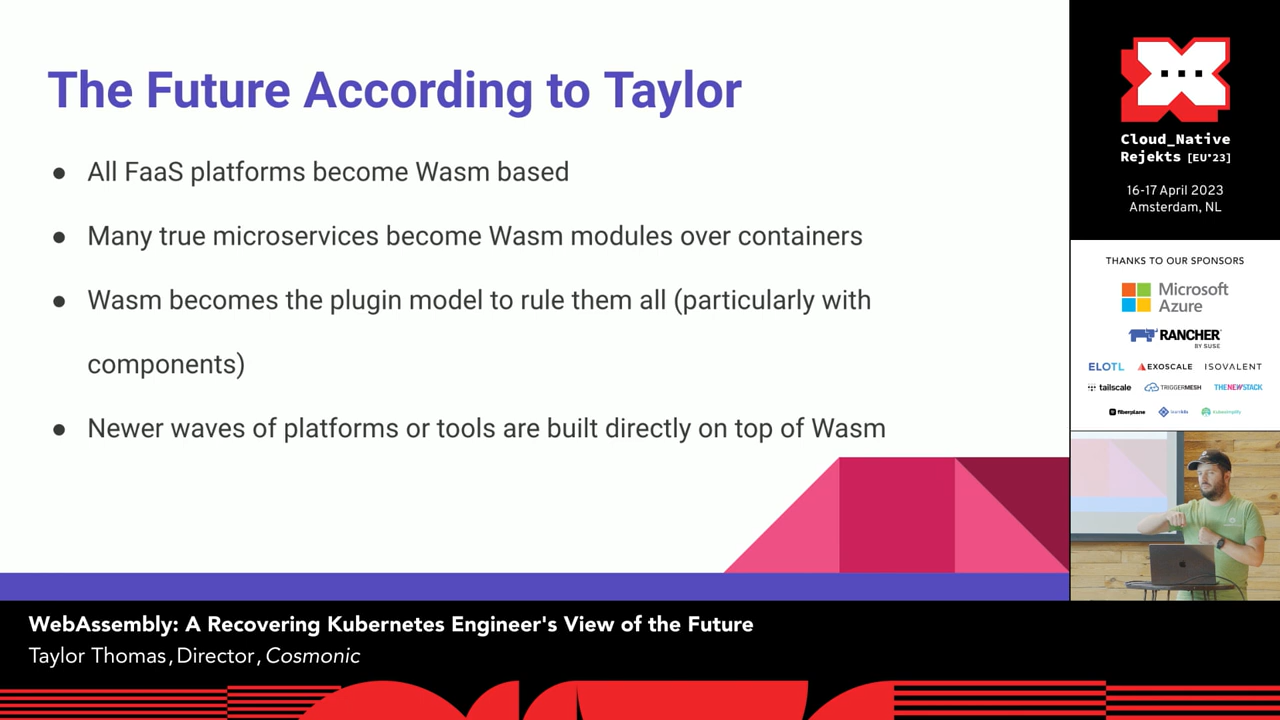 The Future According to Taylor
● All FaaS platforms become Wasm based
● Many true microservices become Wasm modules over containers
● Wasm becomes the plugin model to rule them all (particularly with
components)
● Newer waves of platforms or tools are built directly on top of Wasm
Cloud_Native
Rejekts [EU'23]
16-17 April 2023
Amsterdam, NL
THANKS TO OUR SPONSORS
Microsoft
Azure
RANCHER
BY SUSE
ELOTL EXOSCALE ISOVALENT
tailscale TRIGGERMESH THENEWSTACK
fiberplane kubesimplify
WebAssembly: A Recovering Kubernetes Engineer's View of the Future
Taylor Thomas, Director, Cosmonic